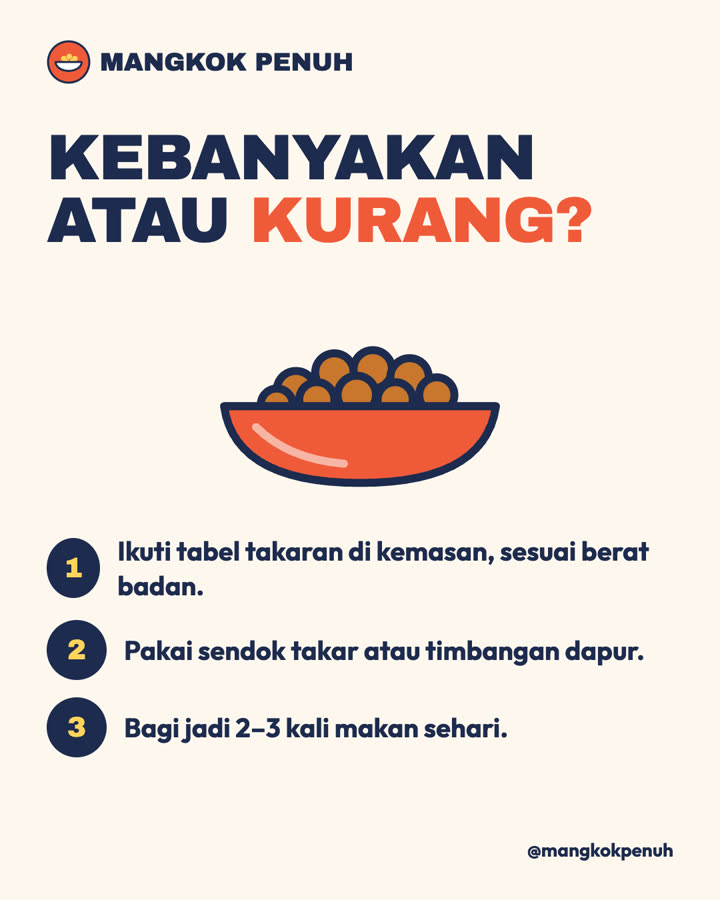 MANGKOK PENUH
KEBANYAKAN
ATAU KURANG?
1
Ikuti tabel takaran di kemasan, sesuai berat
badan.
2
Pakai sendok takar atau timbangan dapur.
3
Bagi jadi 2–3 kali makan sehari.
@mangkokpenuh